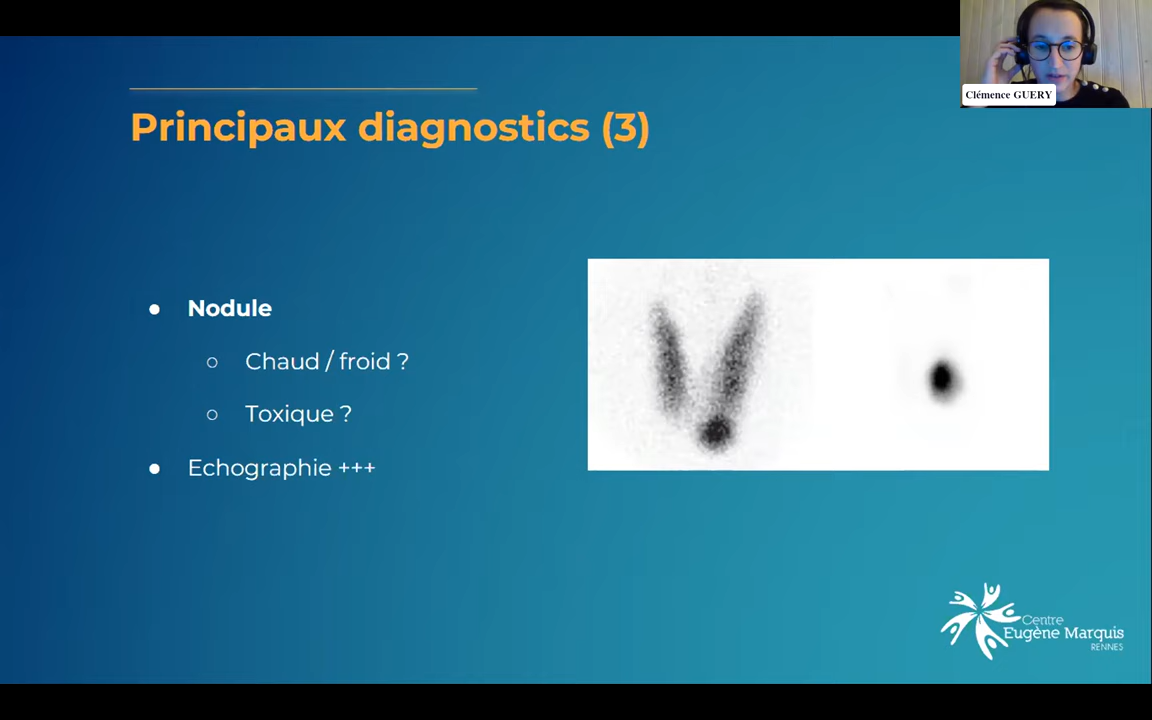 Clémence GUERY
Principaux diagnostics (3)
● Nodule
○ Chaud / froid ?
○ Toxique ?
● Echographie +++
Centre
Eugène Marquis
RENNES